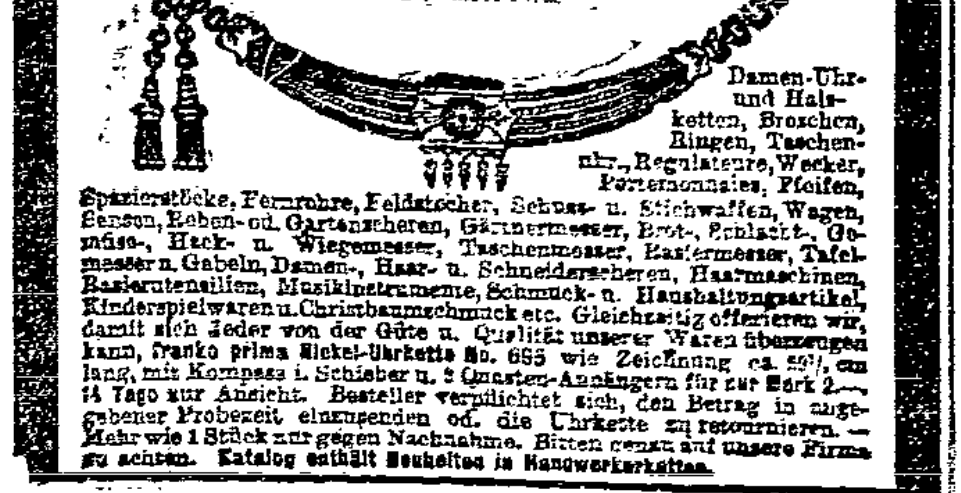 Damen-Uhr-
und Hals-
ketten, Broschen,
Ringen, Taschen-
uhr., Regulateure, Wecker,
Portemonnaies, Pfeifen,
Spazierstöcke, Fernrohre, Feldstecher, Schuss- u. Stichwaffen, Wagen,
Sensen, Reben- od. Gartenscheren, Gärtnermesser, Brot-, Schlacht-, Ge-
müse-, Hack- u. Wiegemesser, Taschenmesser, Rasiermesser, Tafel-
messer u. Gabeln, Damen-, Haar- u. Schneiderscheren, Haarmaschinen,
Rasierutensilien, Musikinstrumente, Schmuck- u. Haushaltungsartikel,
Kinderspielwaren u. Christbaumschmuck etc. Gleichzeitig offerieren wir,
damit sich Jeder von der Güte u. Qualität unserer Waren überzeugen
kann, franko prima Nickel-Uhrkette No. 695 wie Zeichnung ca. cm
lang, mit Kompass i. Schieber u. 2 Quasten-Anhängern für nur Mark 2.—,
14 Tage zur Ansicht. Besteller verpflichtet sich, den Betrag in ange-
gebener Probezeit einzusenden od. die Uhrkette zu retournieren. —
Mehr wie 1 Stück nur gegen Nachnahme. Bitten genau auf unsere Firma
zu achten. Katalog enthält Neuheiten in Handwerkerketten.